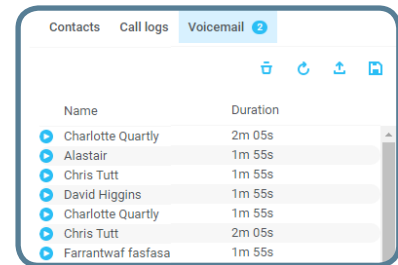 Contacts Call logs Voicemail 2
Name Duration
Charlotte Quartly 2m 05s
Alastair 1m 55s
Chris Tutt 1m 55s
David Higgins 1m 55s
Charlotte Quartly 1m 55s
Chris Tutt 2m 05s
Farrantwaf fasfasa 1m 55s